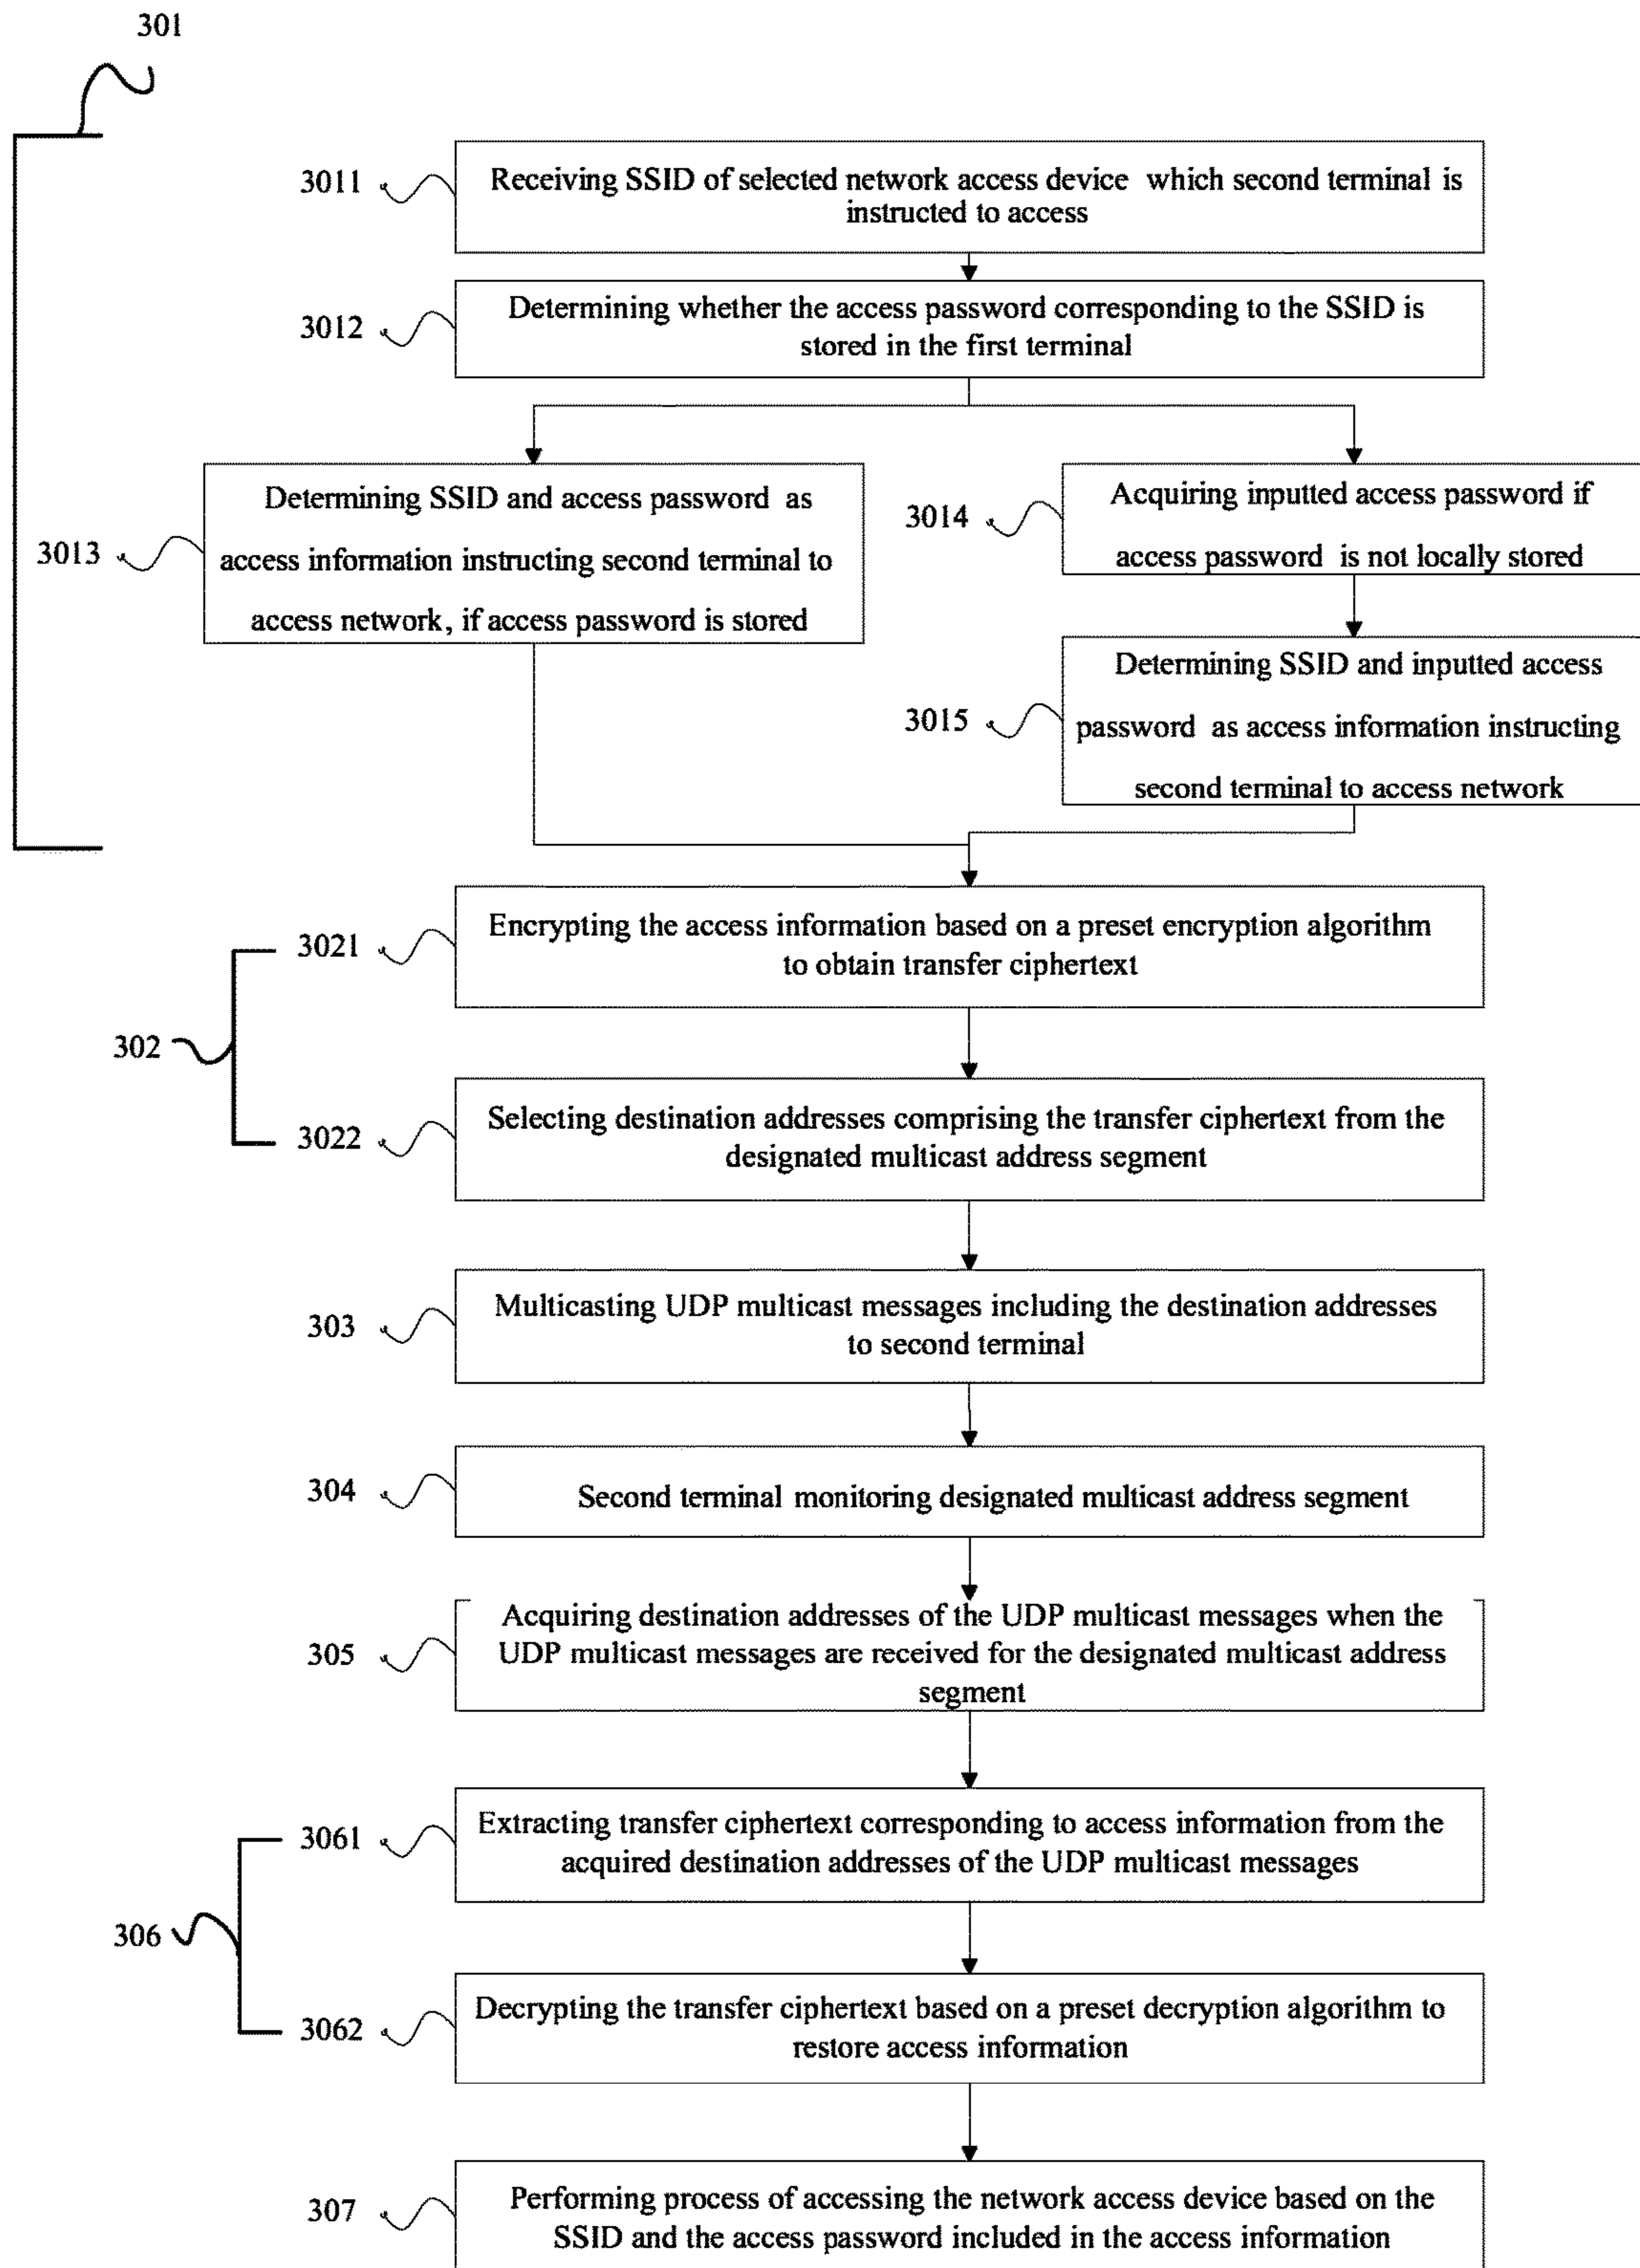 301
3011
Receiving SSID of selected network access device which second terminal is
instructed to access
3012
Determining whether the access password corresponding to the SSID is
stored in the first terminal
3013
Determining SSID and access password as
access information instructing second terminal to
access network, if access password is stored
3014
Acquiring inputted access password if
access password is not locally stored
3015
Determining SSID and inputted access
password as access information instructing
second terminal to access network
302
3021
Encrypting the access information based on a preset encryption algorithm
to obtain transfer ciphertext
3022
Selecting destination addresses comprising the transfer ciphertext from the
designated multicast address segment
303
Multicasting UDP multicast messages including the destination addresses
to second terminal
304
Second terminal monitoring designated multicast address segment
305
Acquiring destination addresses of the UDP multicast messages when the
UDP multicast messages are received for the designated multicast address
segment
306
3061
Extracting transfer ciphertext corresponding to access information from the
acquired destination addresses of the UDP multicast messages
3062
Decrypting the transfer ciphertext based on a preset decryption algorithm to
restore access information
307
Performing process of accessing the network access device based on the
SSID and the access password included in the access information